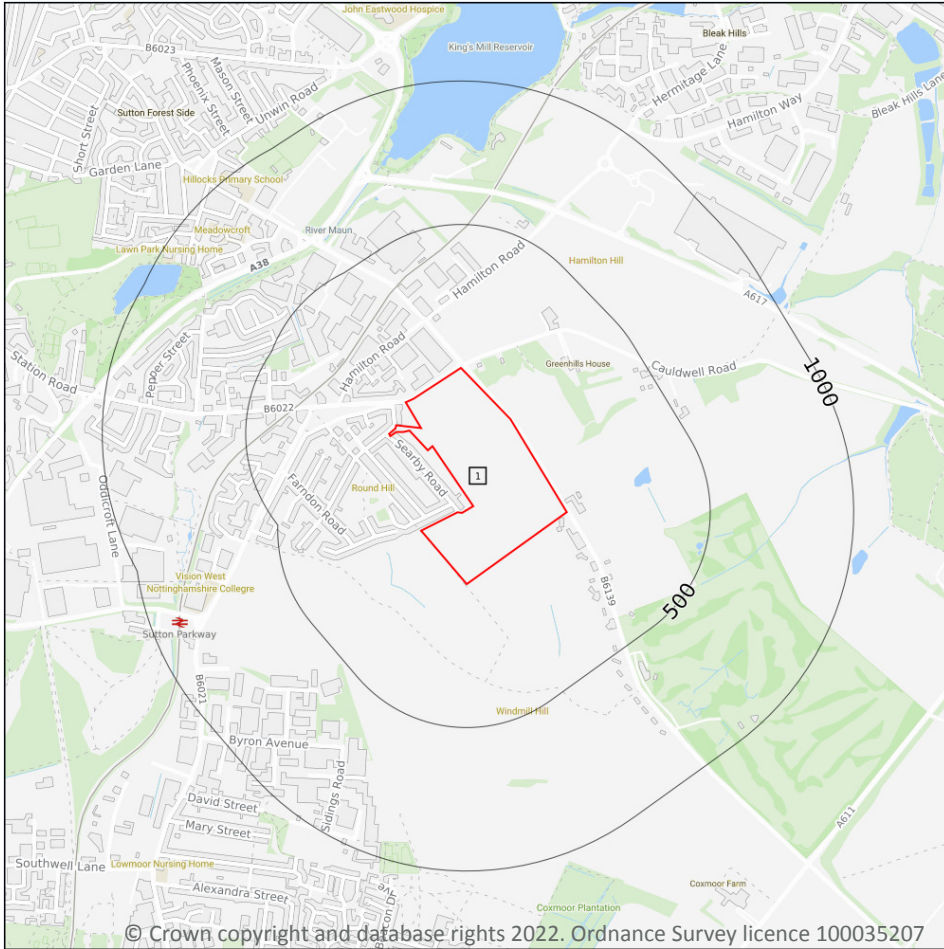 John Eastwood Hospice
King's Mill Reservoir
Bleak Hills
B6023
Mason Street
Phoenix Street
Unwin Road
Hermitage Lane
Hamilton Way
Bleak Hills Lane
Sutton Forest Side
Short Street
Garden Lane
Hillocks Primary School
Meadowcroft
River Maun
Lawn Park Nursing Home
A38
Hamilton Road
Hamilton Hill
A617
Station Road
Pepper Street
Hamilton Road
Greenhills House
Cauldwell Road
1000
B6022
Searby Road
1
Round Hill
Farndon Road
Oddicroft Lane
Vision West
Nottinghamshire Collegre
B6139
500
Sutton Parkway
B6021
Windmill Hill
Byron Avenue
Sidings Road
David Street
Mary Street
A611
Southwell Lane
Lowmoor Nursing Home
Alexandra Street
Coxmoor Farm
Coxmoor Plantation
© Crown copyright and database rights 2022. Ordnance Survey licence 100035207